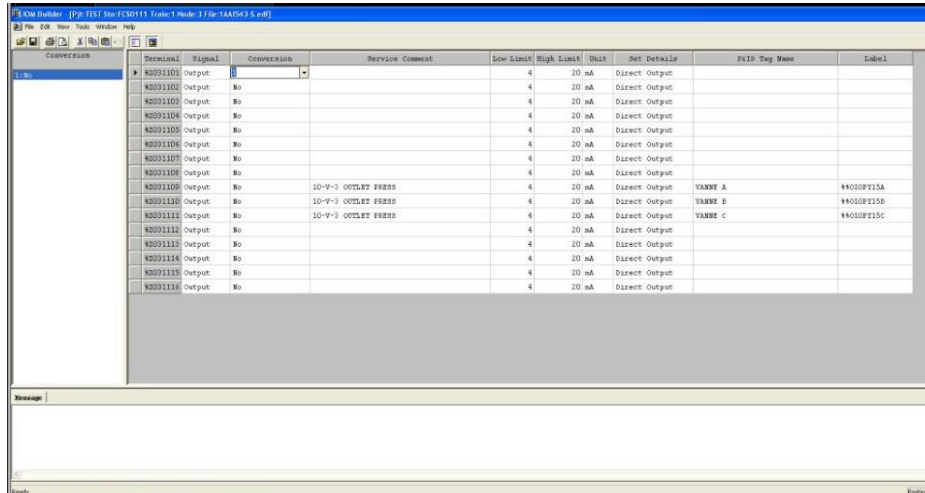 IOM Builder - [Pjt:TEST Stn:FCS0111 Train:1 Node:3 File:1AAI543-S.edf]
File Edit View Tools Window Help
Conversion
1:No
Terminal Signal Conversion Service Comment Low Limit High Limit Unit Set Details P&ID Tag Name Label
%Z031101 Output 1 4 20 mA Direct Output
%Z031102 Output No 4 20 mA Direct Output
%Z031103 Output No 4 20 mA Direct Output
%Z031104 Output No 4 20 mA Direct Output
%Z031105 Output No 4 20 mA Direct Output
%Z031106 Output No 4 20 mA Direct Output
%Z031107 Output No 4 20 mA Direct Output
%Z031108 Output No 4 20 mA Direct Output
%Z031109 Output No 10-V-3 OUTLET PRESS 4 20 mA Direct Output VANNE A %%O10PY15A
%Z031110 Output No 10-V-3 OUTLET PRESS 4 20 mA Direct Output VANNE B %%O10PY15B
%Z031111 Output No 10-V-3 OUTLET PRESS 4 20 mA Direct Output VANNE C %%O10PY15C
%Z031112 Output No 4 20 mA Direct Output
%Z031113 Output No 4 20 mA Direct Output
%Z031114 Output No 4 20 mA Direct Output
%Z031115 Output No 4 20 mA Direct Output
%Z031116 Output No 4 20 mA Direct Output
Message
Ready